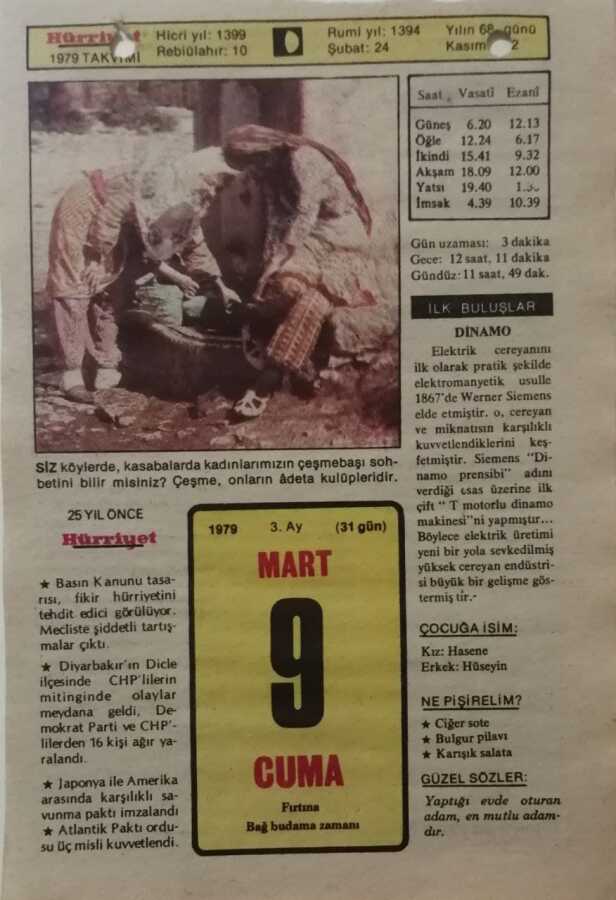 Hürriyet
1979 TAKVİMİ
Hicri yıl: 1399
Rebiülahır: 10
Rumi yıl: 1394
Şubat: 24
Yılın 68. günü
Kasım
Saat Vasatî Ezanî
Güneş 6.20 12.13
Öğle 12.24 6.17
İkindi 15.41 9.32
Akşam 18.09 12.00
Yatsı 19.40
İmsak 4.39 10.39
Gün uzaması: 3 dakika
Gece: 12 saat, 11 dakika
Gündüz: 11 saat, 49 dak.
İLK BULUŞLAR
DİNAMO
Elektrik cereyanını
ilk olarak pratik şekilde
elektromanyetik usulle
1867'de Werner Siemens
elde etmiştir. o, cereyan
ve mıknatısın karşılıklı
kuvvetlendiklerini keş-
fetmiştir. Siemens "Di-
namo prensibi" adını
verdiği esas üzerine ilk
çift " T motorlu dinamo
makinesi"ni yapmıştır...
Böylece elektrik üretimi
yeni bir yola sevkedilmiş
yüksek cereyan endüstri-
si büyük bir gelişme gös-
termiş tir.-
ÇOCUĞA İSİM:
Kız: Hasene
Erkek: Hüseyin
NE PİŞİRELİM?
★ Ciğer sote
★ Bulgur pilavı
★ Karışık salata
GÜZEL SÖZLER:
Yaptığı evde oturan
adam, en mutlu adam-
dır.
SİZ köylerde, kasabalarda kadınlarımızın çeşmebaşı soh-
betini bilir misiniz? Çeşme, onların âdeta kulüpleridir.
25 YIL ÖNCE
Hürriyet
★ Basın Kanunu tasa-
rısı, fikir hürriyetini
tehdit edici görülüyor.
Mecliste şiddetli tartış-
malar çıktı.
★ Diyarbakır'ın Dicle
ilçesinde CHP'lilerin
mitinginde olaylar
meydana geldi, De-
mokrat Parti ve CHP'-
lilerden 16 kişi ağır ya-
ralandı.
★ Japonya ile Amerika
arasında karşılıklı sa-
vunma paktı imzalandı
★ Atlantik Paktı ordu-
su üç misli kuvvetlendi.
1979 3. Ay (31 gün)
MART
9
CUMA
Fırtına
Bağ budama zamanı